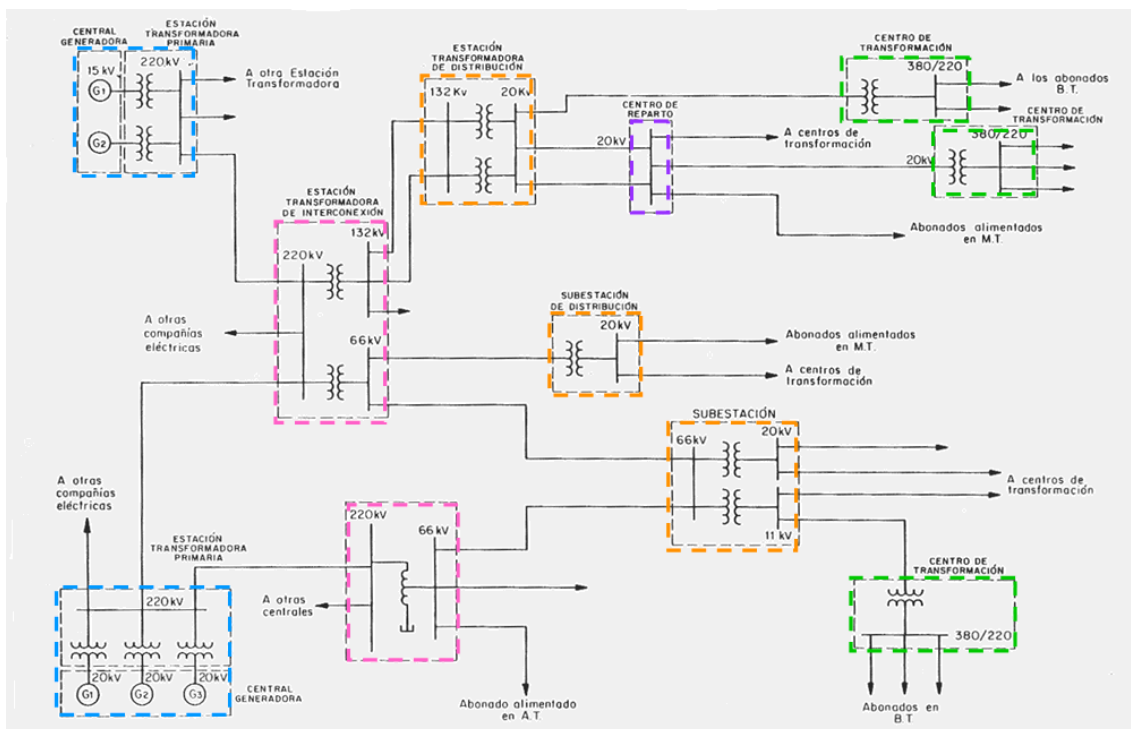 CENTRAL
GENERADORA
ESTACIÓN
TRANSFORMADORA
PRIMARIA
15 kV
220kV
G1
G2
A otra Estación
Transformadora
ESTACIÓN
TRANSFORMADORA
DE DISTRIBUCIÓN
132 Kv
20 Kv
CENTRO DE
REPARTO
20kV
CENTRO DE
TRANSFORMACIÓN
380/220
A los abonados
B.T.
CENTRO DE
TRANSFORMACIÓN
380/220
20kV
A centros de
transformación
Abonados alimentados
en M.T.
ESTACIÓN
TRANSFORMADORA
DE INTERCONEXIÓN
132kV
220kV
66kV
A otras
compañías
eléctricas
SUBESTACIÓN
DE DISTRIBUCIÓN
20kV
Abonados alimentados
en M.T.
A centros de
transformación
SUBESTACIÓN
66kV
20kV
11 kV
A centros de
transformación
A otras
compañías
eléctricas
ESTACIÓN
TRANSFORMADORA
PRIMARIA
220kV
20kV
20kV
20kV
G1
G2
G3
CENTRAL
GENERADORA
220kV
66kV
A otras
centrales
Abonado alimentado
en A.T.
CENTRO DE
TRANSFORMACIÓN
380/220
Abonados en
B.T.